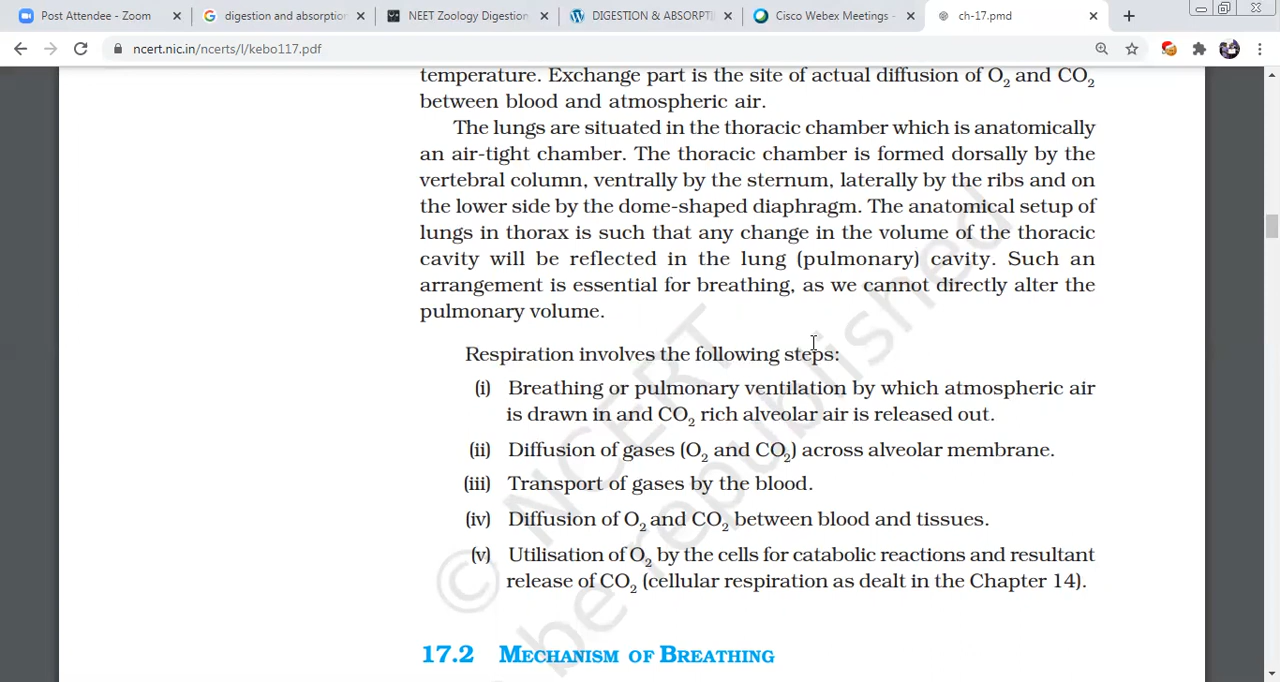 Post Attendee - Zoom
digestion and absorption
NEET Zoology Digestion
DIGESTION & ABSORPTI
Cisco Webex Meetings -
ch-17.pmd
ncert.nic.in/ncerts/l/kebo117.pdf
temperature. Exchange part is the site of actual diffusion of O2 and CO2
between blood and atmospheric air.
The lungs are situated in the thoracic chamber which is anatomically
an air-tight chamber. The thoracic chamber is formed dorsally by the
vertebral column, ventrally by the sternum, laterally by the ribs and on
the lower side by the dome-shaped diaphragm. The anatomical setup of
lungs in thorax is such that any change in the volume of the thoracic
cavity will be reflected in the lung (pulmonary) cavity. Such an
arrangement is essential for breathing, as we cannot directly alter the
pulmonary volume.
Respiration involves the following steps:
(i) Breathing or pulmonary ventilation by which atmospheric air
is drawn in and CO2 rich alveolar air is released out.
(ii) Diffusion of gases (O2 and CO2) across alveolar membrane.
(iii) Transport of gases by the blood.
(iv) Diffusion of O2 and CO2 between blood and tissues.
(v) Utilisation of O2 by the cells for catabolic reactions and resultant
release of CO2 (cellular respiration as dealt in the Chapter 14).
17.2 MECHANISM OF BREATHING
© NCERT
be republished